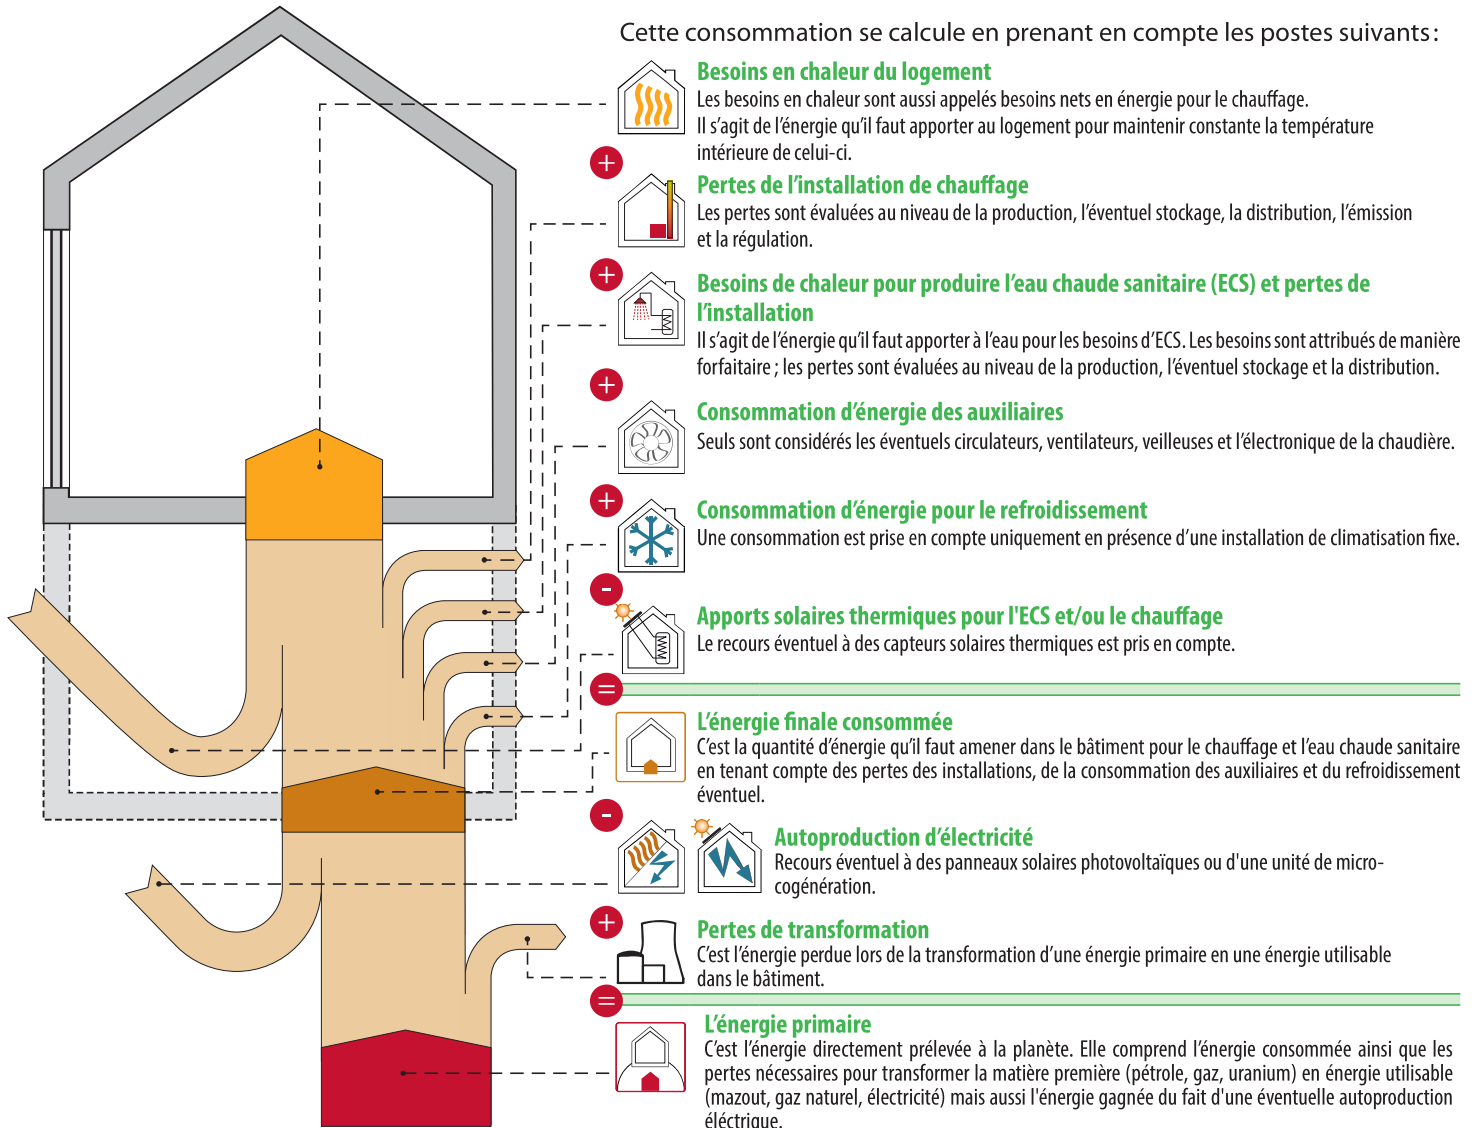 Cette consommation se calcule en prenant en compte les postes suivants :
Besoins en chaleur du logement
Les besoins en chaleur sont aussi appelés besoins nets en énergie pour le chauffage.
Il s’agit de l’énergie qu’il faut apporter au logement pour maintenir constante la température
intérieure de celui-ci.
+
Pertes de l’installation de chauffage
Les pertes sont évaluées au niveau de la production, l’éventuel stockage, la distribution, l’émission
et la régulation.
+
Besoins de chaleur pour produire l’eau chaude sanitaire (ECS) et pertes de
l’installation
Il s’agit de l’énergie qu’il faut apporter à l’eau pour les besoins d’ECS. Les besoins sont attribués de manière
forfaitaire ; les pertes sont évaluées au niveau de la production, l’éventuel stockage et la distribution.
+
Consommation d’énergie des auxiliaires
Seuls sont considérés les éventuels circulateurs, ventilateurs, veilleuses et l’électronique de la chaudière.
+
Consommation d’énergie pour le refroidissement
Une consommation est prise en compte uniquement en présence d’une installation de climatisation fixe.
-
Apports solaires thermiques pour l'ECS et/ou le chauffage
Le recours éventuel à des capteurs solaires thermiques est pris en compte.
=
L’énergie finale consommée
C’est la quantité d’énergie qu’il faut amener dans le bâtiment pour le chauffage et l’eau chaude sanitaire
en tenant compte des pertes des installations, de la consommation des auxiliaires et du refroidissement
éventuel.
-
Autoproduction d’électricité
Recours éventuel à des panneaux solaires photovoltaïques ou d'une unité de micro-
cogénération.
+
Pertes de transformation
C’est l’énergie perdue lors de la transformation d’une énergie primaire en une énergie utilisable
dans le bâtiment.
=
L’énergie primaire
C’est l’énergie directement prélevée à la planète. Elle comprend l’énergie consommée ainsi que les
pertes nécessaires pour transformer la matière première (pétrole, gaz, uranium) en énergie utilisable
(mazout, gaz naturel, électricité) mais aussi l'énergie gagnée du fait d'une éventuelle autoproduction
électrique.